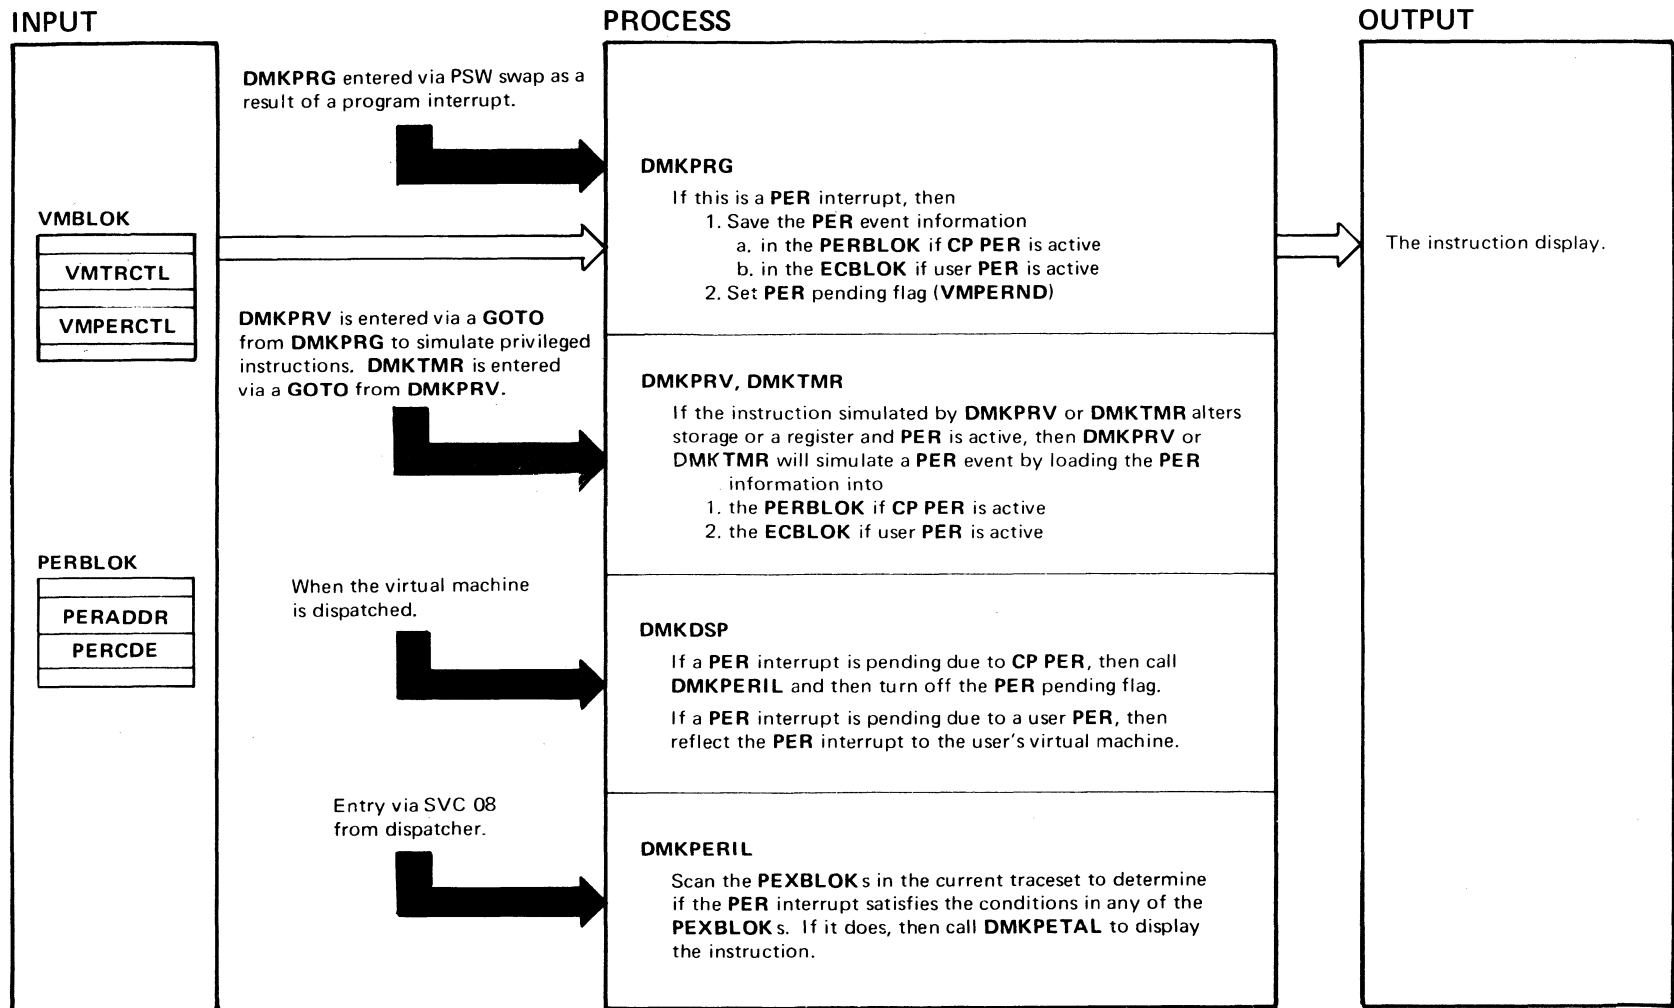 INPUT
PROCESS
OUTPUT
DMKPRG entered via PSW swap as a
result of a program interrupt.
DMKPRG
If this is a PER interrupt, then
1. Save the PER event information
a. in the PERBLOK if CP PER is active
b. in the ECBLOK if user PER is active
2. Set PER pending flag (VMPERND)
VMBLOK
VMTRCTL
VMPERCTL
The instruction display.
DMKPRV is entered via a GOTO
from DMKPRG to simulate privileged
instructions. DMKTMR is entered
via a GOTO from DMKPRV.
DMKPRV, DMKTMR
If the instruction simulated by DMKPRV or DMKTMR alters
storage or a register and PER is active, then DMKPRV or
DMKTMR will simulate a PER event by loading the PER
information into
1. the PERBLOK if CP PER is active
2. the ECBLOK if user PER is active
PERBLOK
PERADDR
PERCDE
When the virtual machine
is dispatched.
DMKDSP
If a PER interrupt is pending due to CP PER, then call
DMKPERIL and then turn off the PER pending flag.
If a PER interrupt is pending due to a user PER, then
reflect the PER interrupt to the user's virtual machine.
Entry via SVC 08
from dispatcher.
DMKPERIL
Scan the PEXBLOKs in the current traceset to determine
if the PER interrupt satisfies the conditions in any of the
PEXBLOKs. If it does, then call DMKPETAL to display
the instruction.